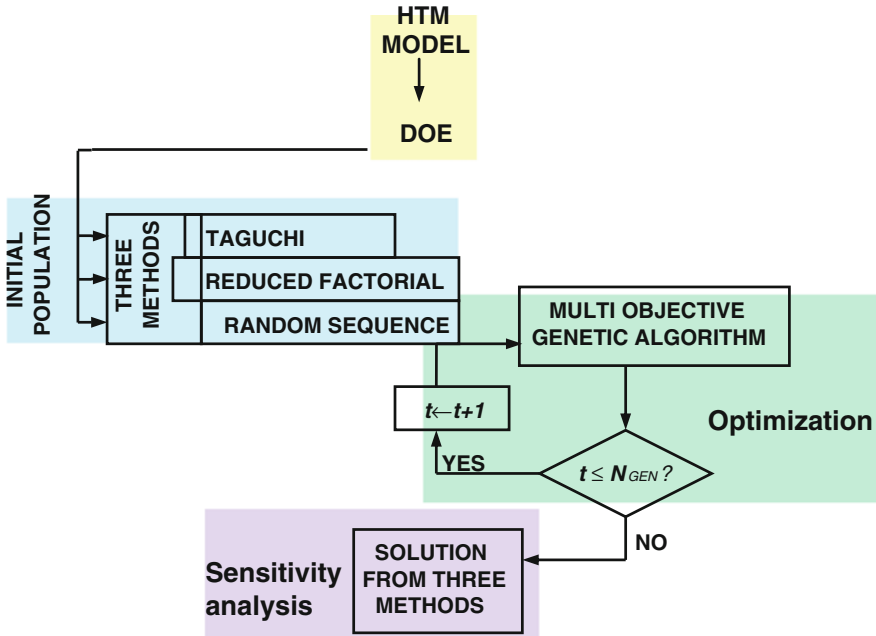 HTM
MODEL
DOE
INITIAL
POPULATION
THREE
METHODS
TAGUCHI
REDUCED FACTORIAL
RANDOM SEQUENCE
MULTI OBJECTIVE
GENETIC ALGORITHM
t←t+1
Optimization
YES
t ≤ NGEN ?
NO
Sensitivity
analysis
SOLUTION
FROM THREE
METHODS